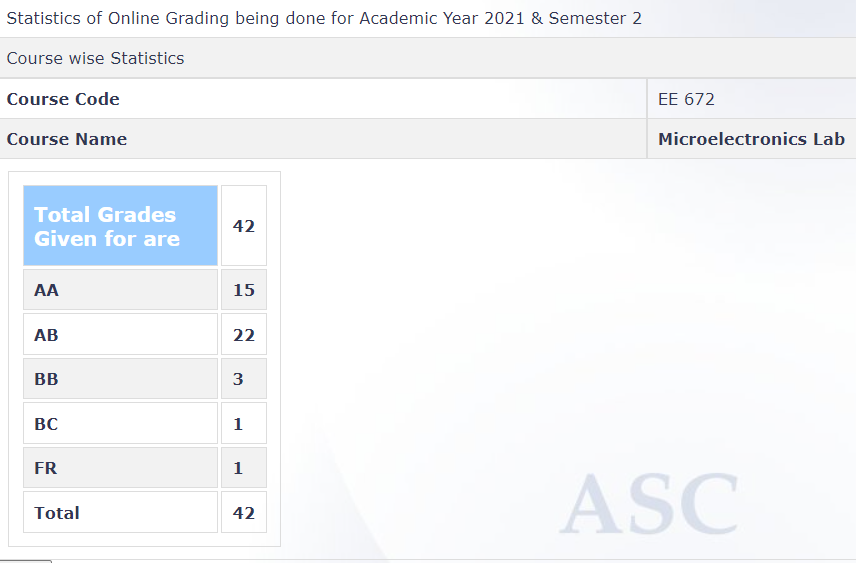 Statistics of Online Grading being done for Academic Year 2021 & Semester 2
Course wise Statistics
Course Code EE 672
Course Name Microelectronics Lab
Total Grades
Given for are 42
AA 15
AB 22
BB 3
BC 1
FR 1
Total 42
ASC